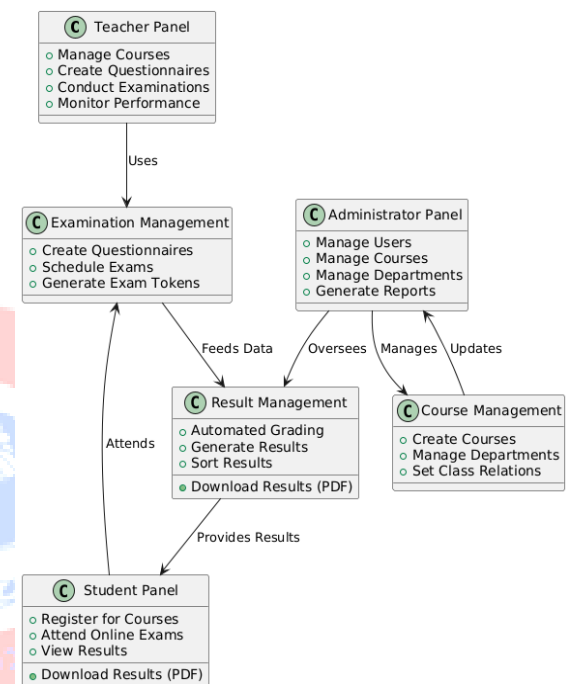 C Teacher Panel
Manage Courses
Create Questionnaires
Conduct Examinations
Monitor Performance
Uses
C Examination Management
Create Questionnaires
Schedule Exams
Generate Exam Tokens
C Administrator Panel
Manage Users
Manage Courses
Manage Departments
Generate Reports
Feeds Data
Oversees
Manages
Updates
C Result Management
Automated Grading
Generate Results
Sort Results
Download Results (PDF)
C Course Management
Create Courses
Manage Departments
Set Class Relations
Attends
Provides Results
C Student Panel
Register for Courses
Attend Online Exams
View Results
Download Results (PDF)